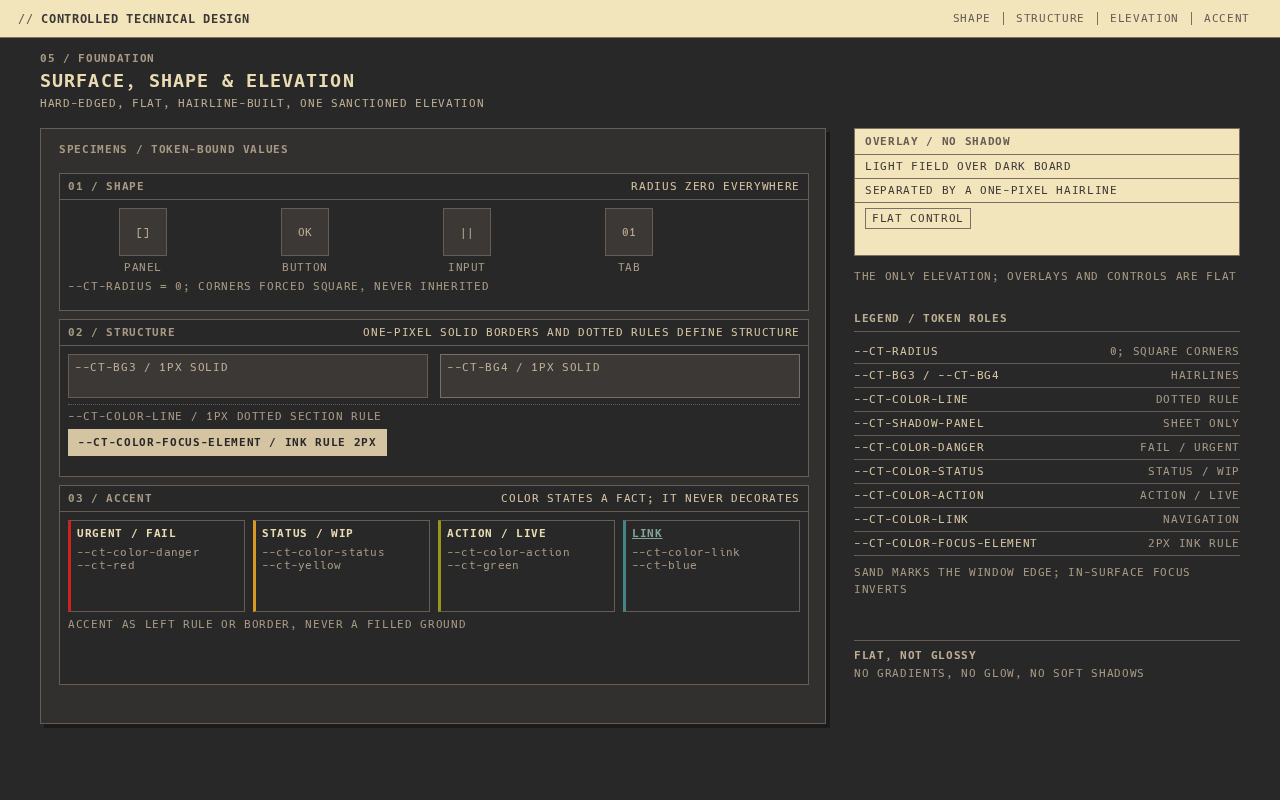 // CONTROLLED TECHNICAL DESIGN
SHAPE | STRUCTURE | ELEVATION | ACCENT
05 / FOUNDATION
SURFACE, SHAPE & ELEVATION
HARD-EDGED, FLAT, HAIRLINE-BUILT, ONE SANCTIONED ELEVATION
SPECIMENS / TOKEN-BOUND VALUES
01 / SHAPE
RADIUS ZERO EVERYWHERE
[] OK || 01
PANEL BUTTON INPUT TAB
--CT-RADIUS = 0; CORNERS FORCED SQUARE, NEVER INHERITED
02 / STRUCTURE
ONE-PIXEL SOLID BORDERS AND DOTTED RULES DEFINE STRUCTURE
--CT-BG3 / 1PX SOLID
--CT-BG4 / 1PX SOLID
--CT-COLOR-LINE / 1PX DOTTED SECTION RULE
--CT-COLOR-FOCUS-ELEMENT / INK RULE 2PX
03 / ACCENT
COLOR STATES A FACT; IT NEVER DECORATES
URGENT / FAIL
--ct-color-danger
--ct-red
STATUS / WIP
--ct-color-status
--ct-yellow
ACTION / LIVE
--ct-color-action
--ct-green
LINK
--ct-color-link
--ct-blue
ACCENT AS LEFT RULE OR BORDER, NEVER A FILLED GROUND
OVERLAY / NO SHADOW
LIGHT FIELD OVER DARK BOARD
SEPARATED BY A ONE-PIXEL HAIRLINE
FLAT CONTROL
THE ONLY ELEVATION; OVERLAYS AND CONTROLS ARE FLAT
LEGEND / TOKEN ROLES
--CT-RADIUS 0; SQUARE CORNERS
--CT-BG3 / --CT-BG4 HAIRLINES
--CT-COLOR-LINE DOTTED RULE
--CT-SHADOW-PANEL SHEET ONLY
--CT-COLOR-DANGER FAIL / URGENT
--CT-COLOR-STATUS STATUS / WIP
--CT-COLOR-ACTION ACTION / LIVE
--CT-COLOR-LINK NAVIGATION
--CT-COLOR-FOCUS-ELEMENT 2PX INK RULE
SAND MARKS THE WINDOW EDGE; IN-SURFACE FOCUS
INVERTS
FLAT, NOT GLOSSY
NO GRADIENTS, NO GLOW, NO SOFT SHADOWS